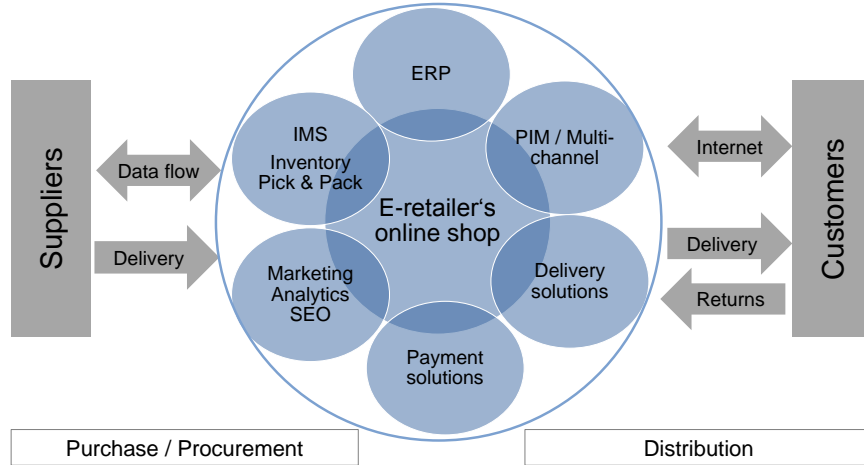 ERP
Suppliers
Data flow
Delivery
IMS
Inventory
Pick & Pack
PIM / Multi-
channel
E-retailer‘s
online shop
Marketing
Analytics
SEO
Delivery
solutions
Payment
solutions
Internet
Delivery
Returns
Customers
Purchase / Procurement
Distribution